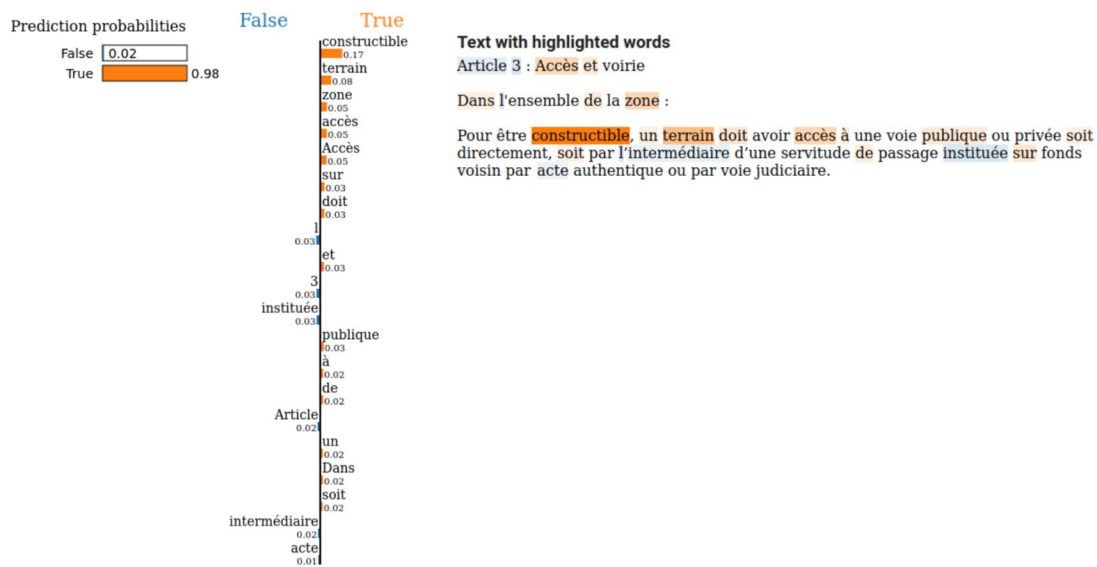 Prediction probabilities
False 0.02
True 0.98
False True
constructible
0.17
terrain
0.08
zone
0.05
accès
0.05
Accès
0.05
sur
0.03
doit
0.03
l
0.03
et
0.03
3
0.03
instituée
0.03
publique
0.03
à
0.02
de
0.02
Article
0.02
un
0.02
Dans
0.02
soit
0.02
intermédiaire
0.02
acte
0.01
Text with highlighted words
Article 3 : Accès et voirie
Dans l'ensemble de la zone :
Pour être constructible, un terrain doit avoir accès à une voie publique ou privée soit
directement, soit par l’intermédiaire d’une servitude de passage instituée sur fonds
voisin par acte authentique ou par voie judiciaire.